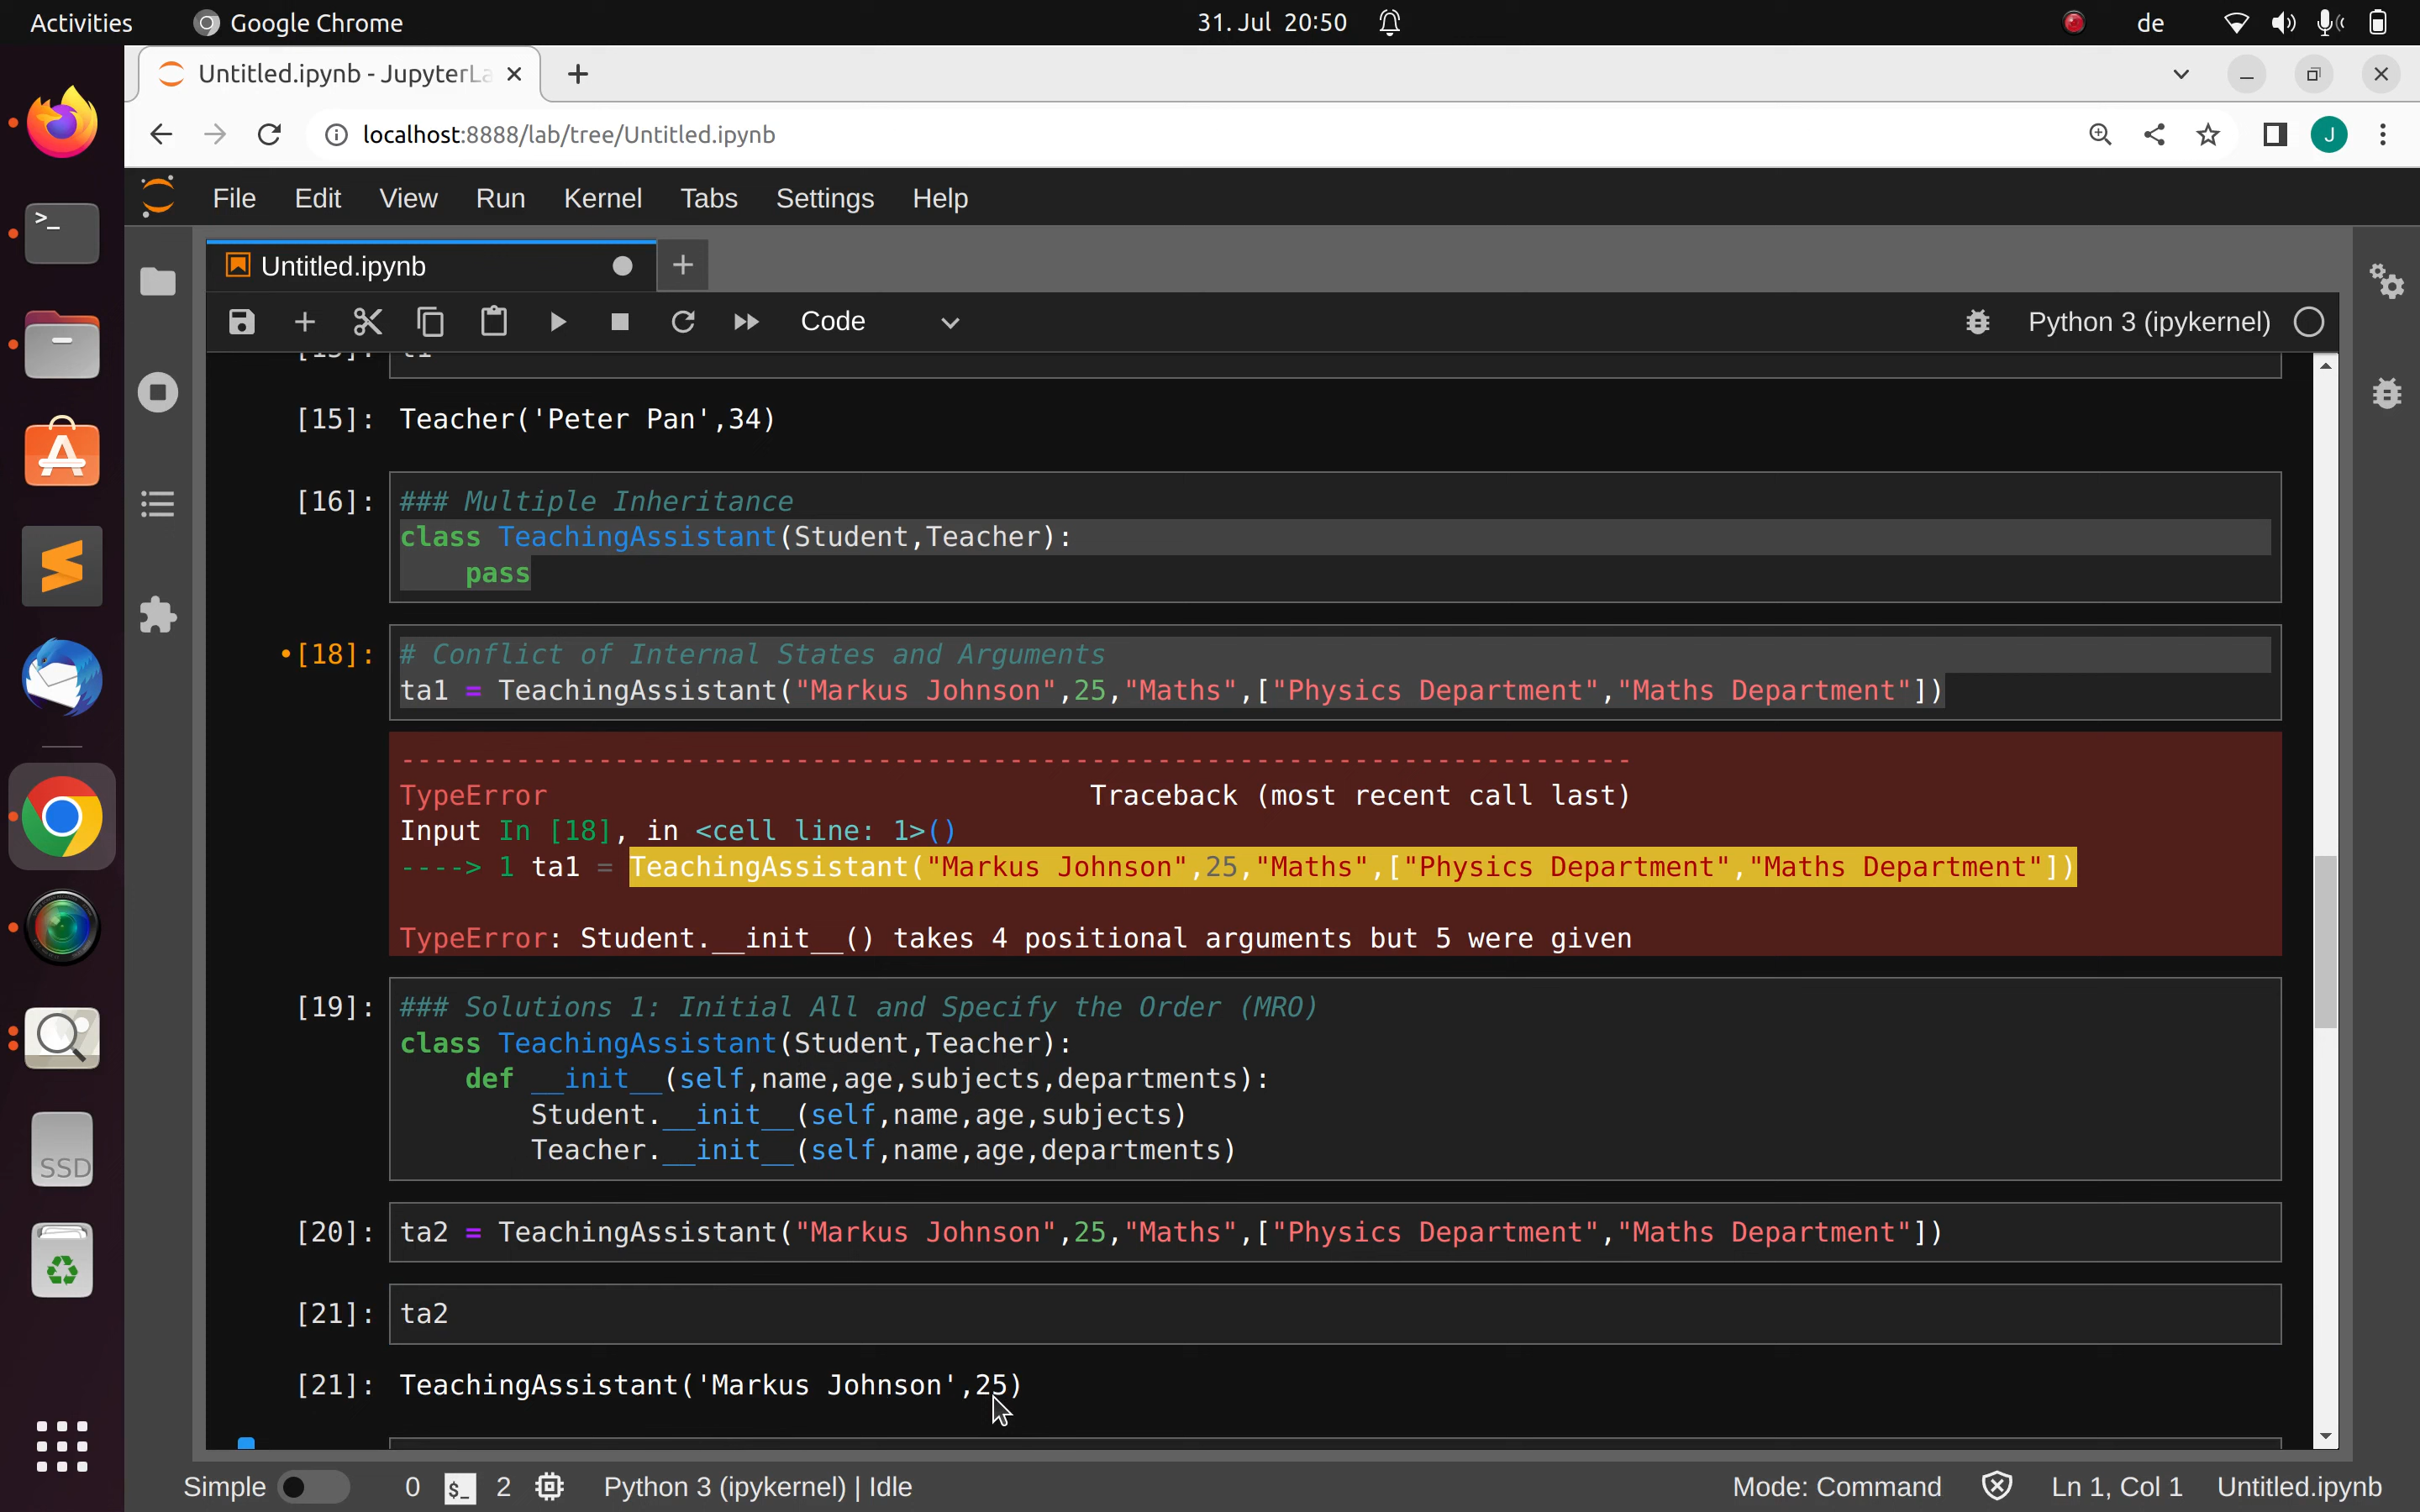 Activities Google Chrome 31. Jul 20:50 de
Untitled.ipynb - JupyterLa
localhost:8888/lab/tree/Untitled.ipynb J
File Edit View Run Kernel Tabs Settings Help
Untitled.ipynb
Code Python 3 (ipykernel)
[15]: Teacher('Peter Pan',34)
[16]: ### Multiple Inheritance
class TeachingAssistant(Student,Teacher):
pass
•[18]: # Conflict of Internal States and Arguments
ta1 = TeachingAssistant("Markus Johnson",25,"Maths",["Physics Department","Maths Department"])
---------------------------------------------------------------------------
TypeError Traceback (most recent call last)
Input In [18], in <cell line: 1>()
----> 1 ta1 = TeachingAssistant("Markus Johnson",25,"Maths",["Physics Department","Maths Department"])
TypeError: Student.__init__() takes 4 positional arguments but 5 were given
[19]: ### Solutions 1: Initial All and Specify the Order (MRO)
class TeachingAssistant(Student,Teacher):
def __init__(self,name,age,subjects,departments):
Student.__init__(self,name,age,subjects)
Teacher.__init__(self,name,age,departments)
[20]: ta2 = TeachingAssistant("Markus Johnson",25,"Maths",["Physics Department","Maths Department"])
[21]: ta2
[21]: TeachingAssistant('Markus Johnson',25)
SSD
Simple 0 $_ 2 Python 3 (ipykernel) | Idle Mode: Command Ln 1, Col 1 Untitled.ipynb